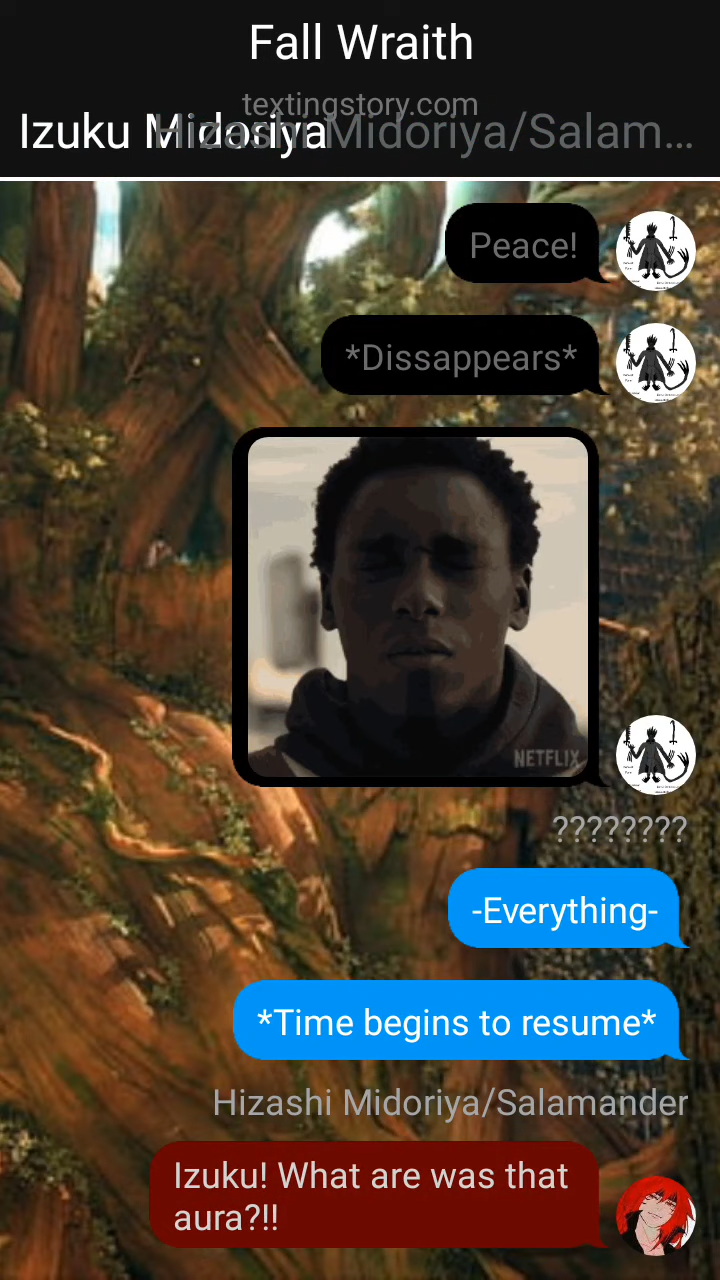 Fall Wraith
textingstory.com
Izuku Midoriya
Hizashi Midoriya/Salam...
Peace!
*Dissappears*
NETFLIX
????????
-Everything-
*Time begins to resume*
Hizashi Midoriya/Salamander
Izuku! What are was that
aura?!!